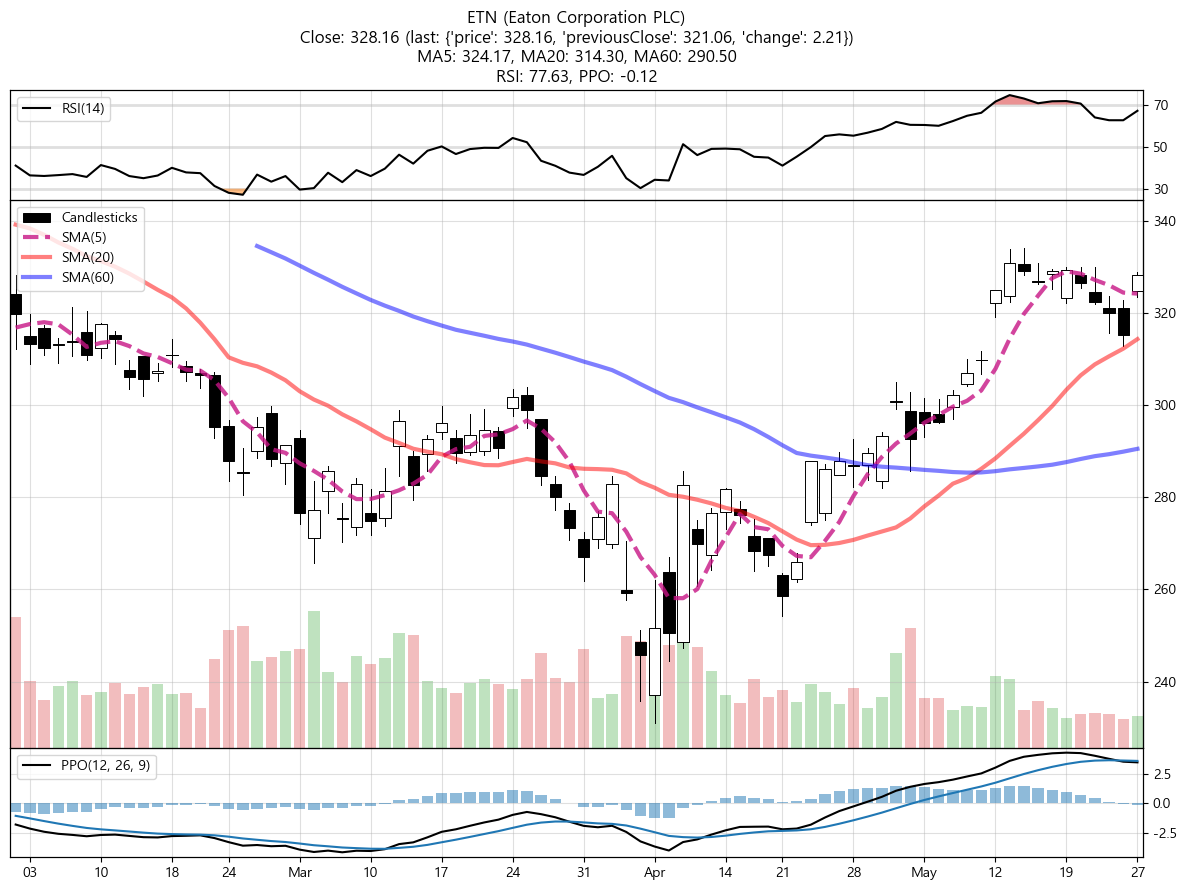 ETN (Eaton Corporation PLC)
Close: 328.16 (last: {'price': 328.16, 'previousClose': 321.06, 'change': 2.21})
MA5: 324.17, MA20: 314.30, MA60: 290.50
RSI: 77.63, PPO: -0.12
RSI(14)
70
50
30
Candlesticks
SMA(5)
SMA(20)
SMA(60)
340
320
300
280
260
240
PPO(12, 26, 9)
2.5
0.0
-2.5
03 10 18 24 Mar 10 17 24 31 Apr 14 21 28 May 12 19 27